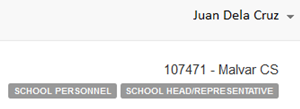 Juan Dela Cruz
107471 - Malvar CS
SCHOOL PERSONNEL SCHOOL HEAD/REPRESENTATIVE